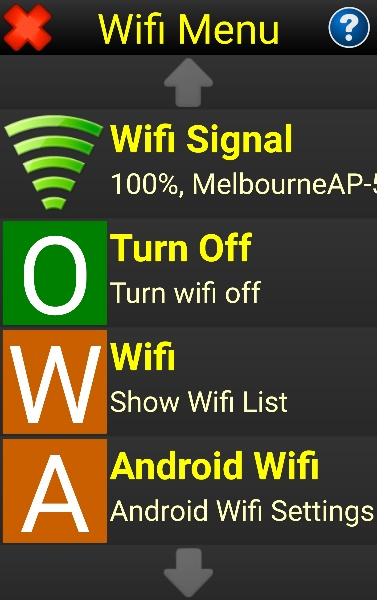 Wifi Menu
?
Wifi Signal
100%, MelbourneAP-5
O
Turn Off
Turn wifi off
W
Wifi
Show Wifi List
A
Android Wifi
Android Wifi Settings